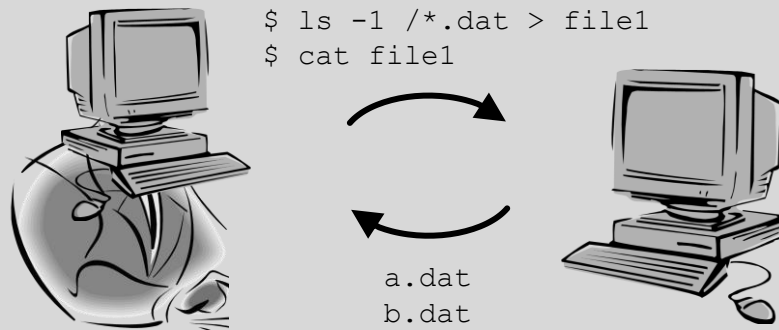 $ ls -1 /*.dat > file1
$ cat file1
a.dat
b.dat